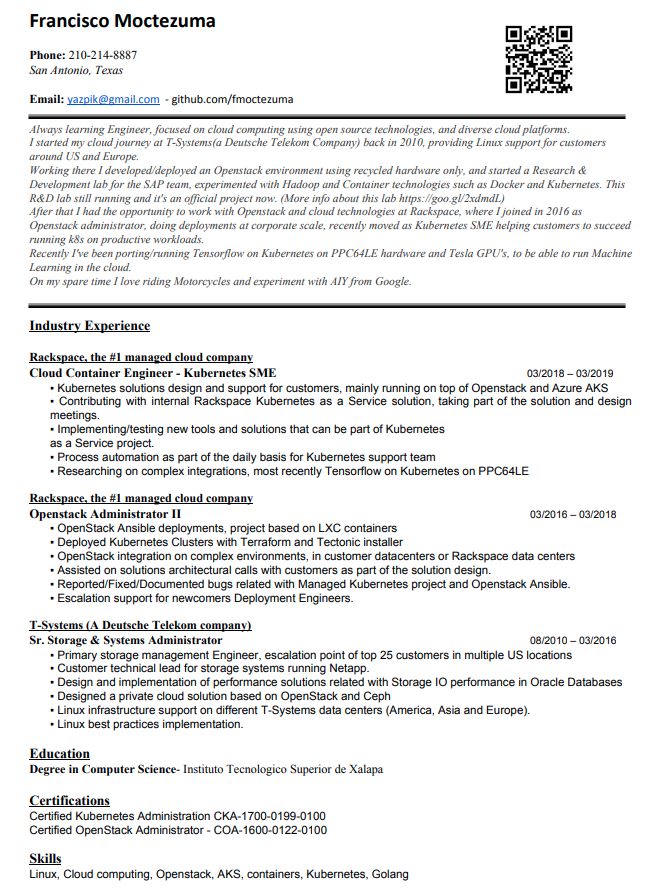 Francisco Moctezuma
Phone: 210-214-8887
San Antonio, Texas
Email: yazpik@gmail.com - github.com/fmoctezuma
Always learning Engineer, focused on cloud computing using open source technologies, and diverse cloud platforms.
I started my cloud journey at T-Systems(a Deutsche Telekom Company) back in 2010, providing Linux support for customers
around US and Europe.
Working there I developed/deployed an Openstack environment using recycled hardware only, and started a Research &
Development lab for the SAP team, experimented with Hadoop and Container technologies such as Docker and Kubernetes. This
R&D lab still running and it's an official project now. (More info about this lab https://goo.gl/2xdmdL)
After that I had the opportunity to work with Openstack and cloud technologies at Rackspace, where I joined in 2016 as
Openstack administrator, doing deployments at corporate scale, recently moved as Kubernetes SME helping customers to succeed
running k8s on productive workloads.
Recently I've been porting/running Tensorflow on Kubernetes on PPC64LE hardware and Tesla GPU's, to be able to run Machine
Learning in the cloud.
On my spare time I love riding Motorcycles and experiment with AIY from Google.
Industry Experience
Rackspace, the #1 managed cloud company
Cloud Container Engineer - Kubernetes SME 03/2018 – 03/2019
▪ Kubernetes solutions design and support for customers, mainly running on top of Openstack and Azure AKS
▪ Contributing with internal Rackspace Kubernetes as a Service solution, taking part of the solution and design
meetings.
▪ Implementing/testing new tools and solutions that can be part of Kubernetes
as a Service project.
▪ Process automation as part of the daily basis for Kubernetes support team
▪ Researching on complex integrations, most recently Tensorflow on Kubernetes on PPC64LE
Rackspace, the #1 managed cloud company
Openstack Administrator II 03/2016 – 03/2018
▪ OpenStack Ansible deployments, project based on LXC containers
▪ Deployed Kubernetes Clusters with Terraform and Tectonic installer
▪ OpenStack integration on complex environments, in customer datacenters or Rackspace data centers
▪ Assisted on solutions architectural calls with customers as part of the solution design.
▪ Reported/Fixed/Documented bugs related with Managed Kubernetes project and Openstack Ansible.
▪ Escalation support for newcomers Deployment Engineers.
T-Systems (A Deutsche Telekom company)
Sr. Storage & Systems Administrator 08/2010 – 03/2016
▪ Primary storage management Engineer, escalation point of top 25 customers in multiple US locations
▪ Customer technical lead for storage systems running Netapp.
▪ Design and implementation of performance solutions related with Storage IO performance in Oracle Databases
▪ Designed a private cloud solution based on OpenStack and Ceph
▪ Linux infrastructure support on different T-Systems data centers (America, Asia and Europe).
▪ Linux best practices implementation.
Education
Degree in Computer Science- Instituto Tecnologico Superior de Xalapa
Certifications
Certified Kubernetes Administration CKA-1700-0199-0100
Certified OpenStack Administrator - COA-1600-0122-0100
Skills
Linux, Cloud computing, Openstack, AKS, containers, Kubernetes, Golang